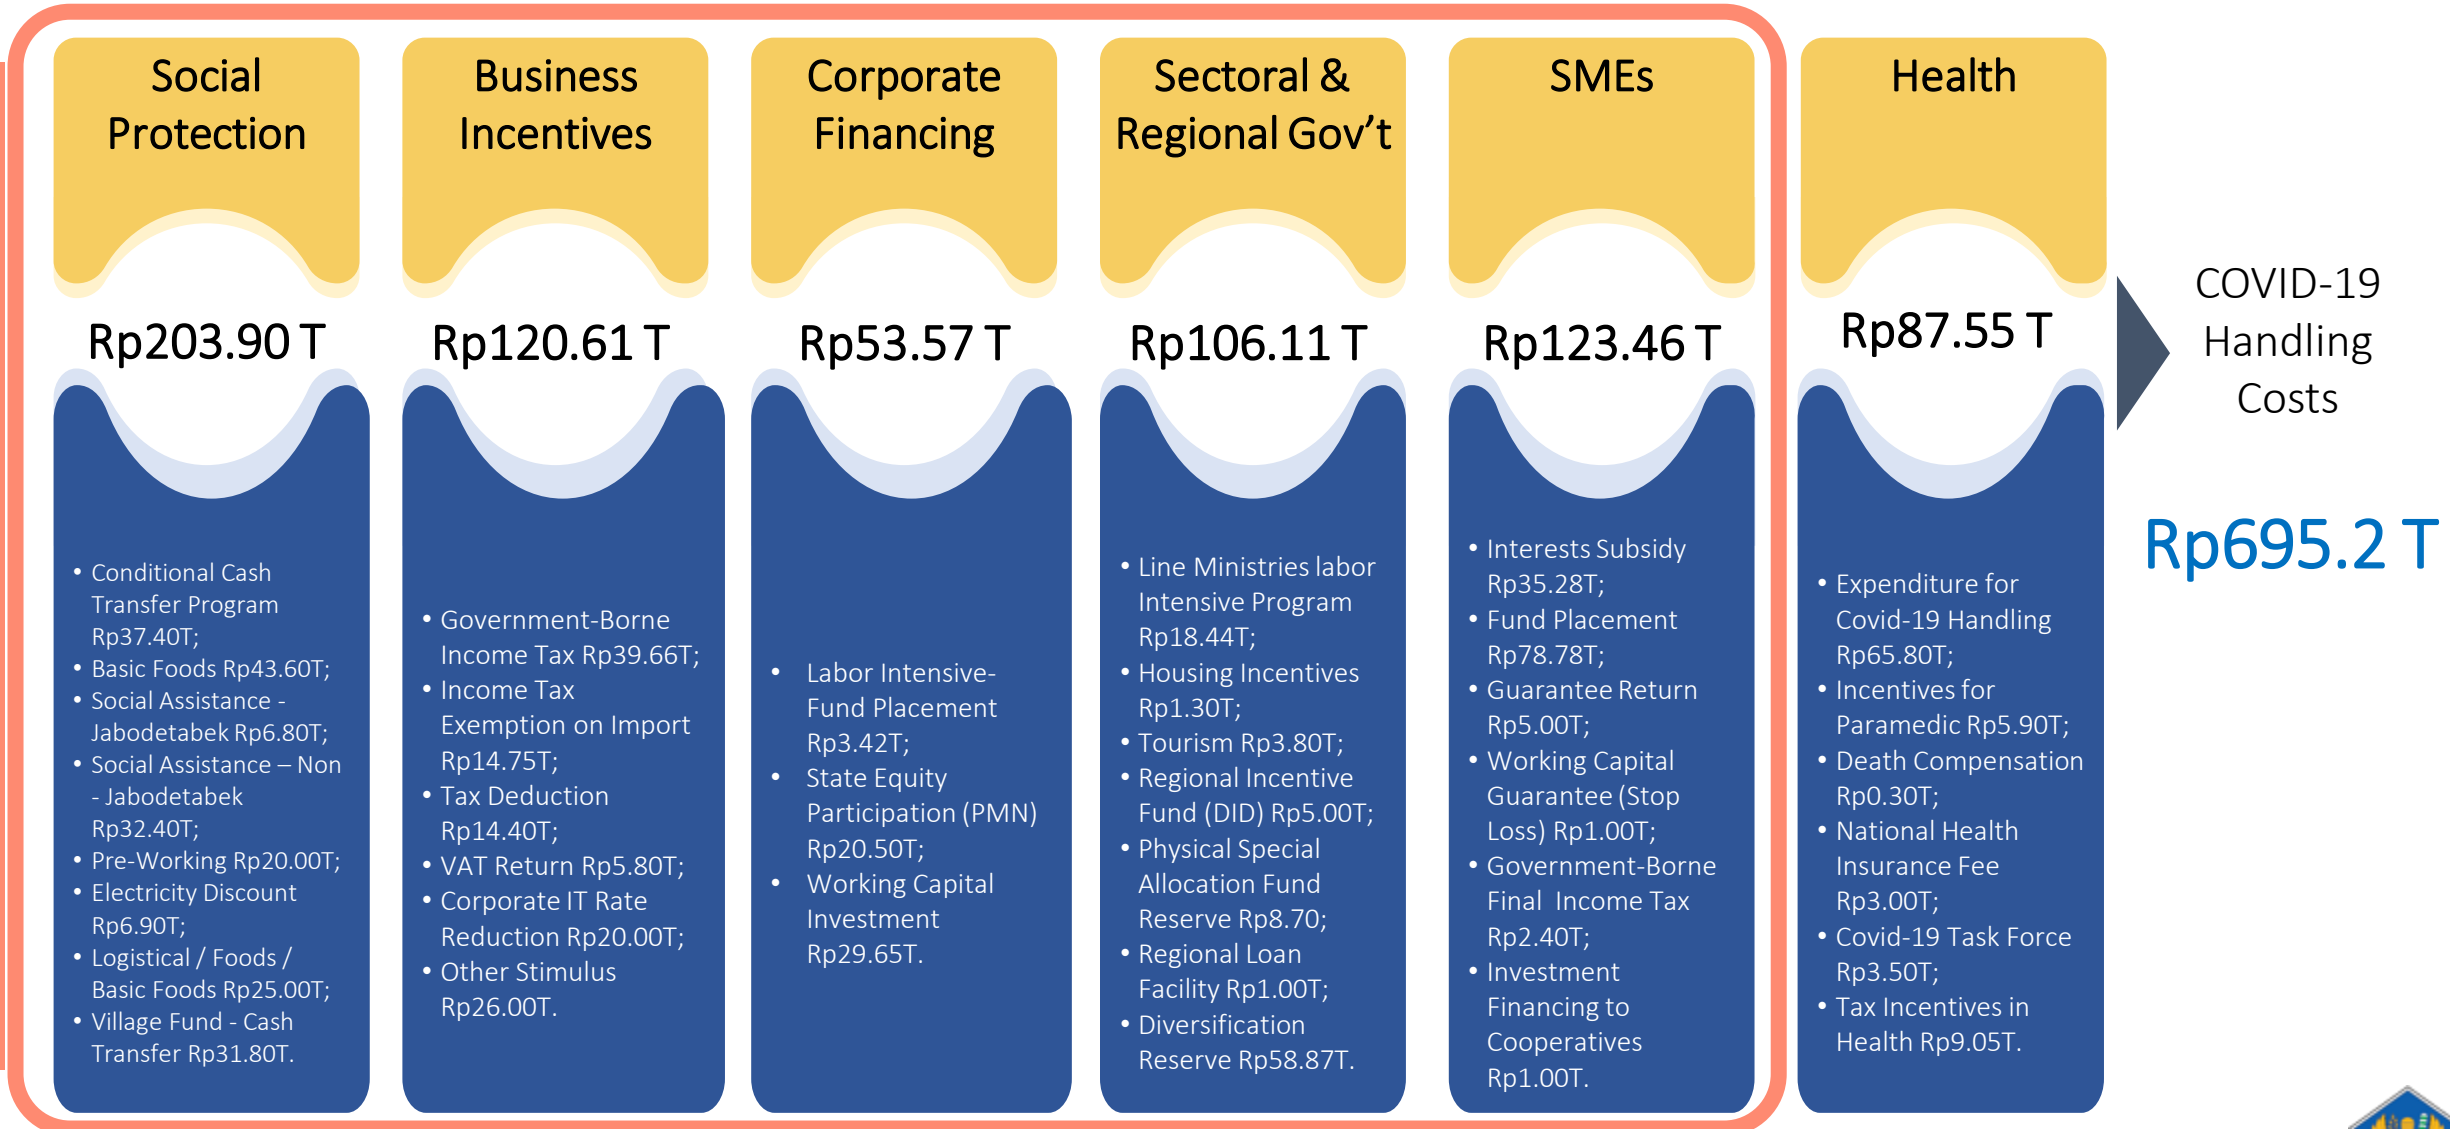 Social
Protection
Rp203.90 T
• Conditional Cash
Transfer Program
Rp37.40T;
• Basic Foods Rp43.60T;
• Social Assistance -
Jabodetabek Rp6.80T;
• Social Assistance – Non
- Jabodetabek
Rp32.40T;
• Pre-Working Rp20.00T;
• Electricity Discount
Rp6.90T;
• Logistical / Foods /
Basic Foods Rp25.00T;
• Village Fund - Cash
Transfer Rp31.80T.
Business
Incentives
Rp120.61 T
• Government-Borne
Income Tax Rp39.66T;
• Income Tax
Exemption on Import
Rp14.75T;
• Tax Deduction
Rp14.40T;
• VAT Return Rp5.80T;
• Corporate IT Rate
Reduction Rp20.00T;
• Other Stimulus
Rp26.00T.
Corporate
Financing
Rp53.57 T
• Labor Intensive-
Fund Placement
Rp3.42T;
• State Equity
Participation (PMN)
Rp20.50T;
• Working Capital
Investment
Rp29.65T.
Sectoral &
Regional Gov’t
Rp106.11 T
• Line Ministries labor
Intensive Program
Rp18.44T;
• Housing Incentives
Rp1.30T;
• Tourism Rp3.80T;
• Regional Incentive
Fund (DID) Rp5.00T;
• Physical Special
Allocation Fund
Reserve Rp8.70;
• Regional Loan
Facility Rp1.00T;
• Diversification
Reserve Rp58.87T.
SMEs
Rp123.46 T
• Interests Subsidy
Rp35.28T;
• Fund Placement
Rp78.78T;
• Guarantee Return
Rp5.00T;
• Working Capital
Guarantee (Stop
Loss) Rp1.00T;
• Government-Borne
Final Income Tax
Rp2.40T;
• Investment
Financing to
Cooperatives
Rp1.00T.
Health
Rp87.55 T
• Expenditure for
Covid-19 Handling
Rp65.80T;
• Incentives for
Paramedic Rp5.90T;
• Death Compensation
Rp0.30T;
• National Health
Insurance Fee
Rp3.00T;
• Covid-19 Task Force
Rp3.50T;
• Tax Incentives in
Health Rp9.05T.
COVID-19
Handling
Costs
Rp695.2 T